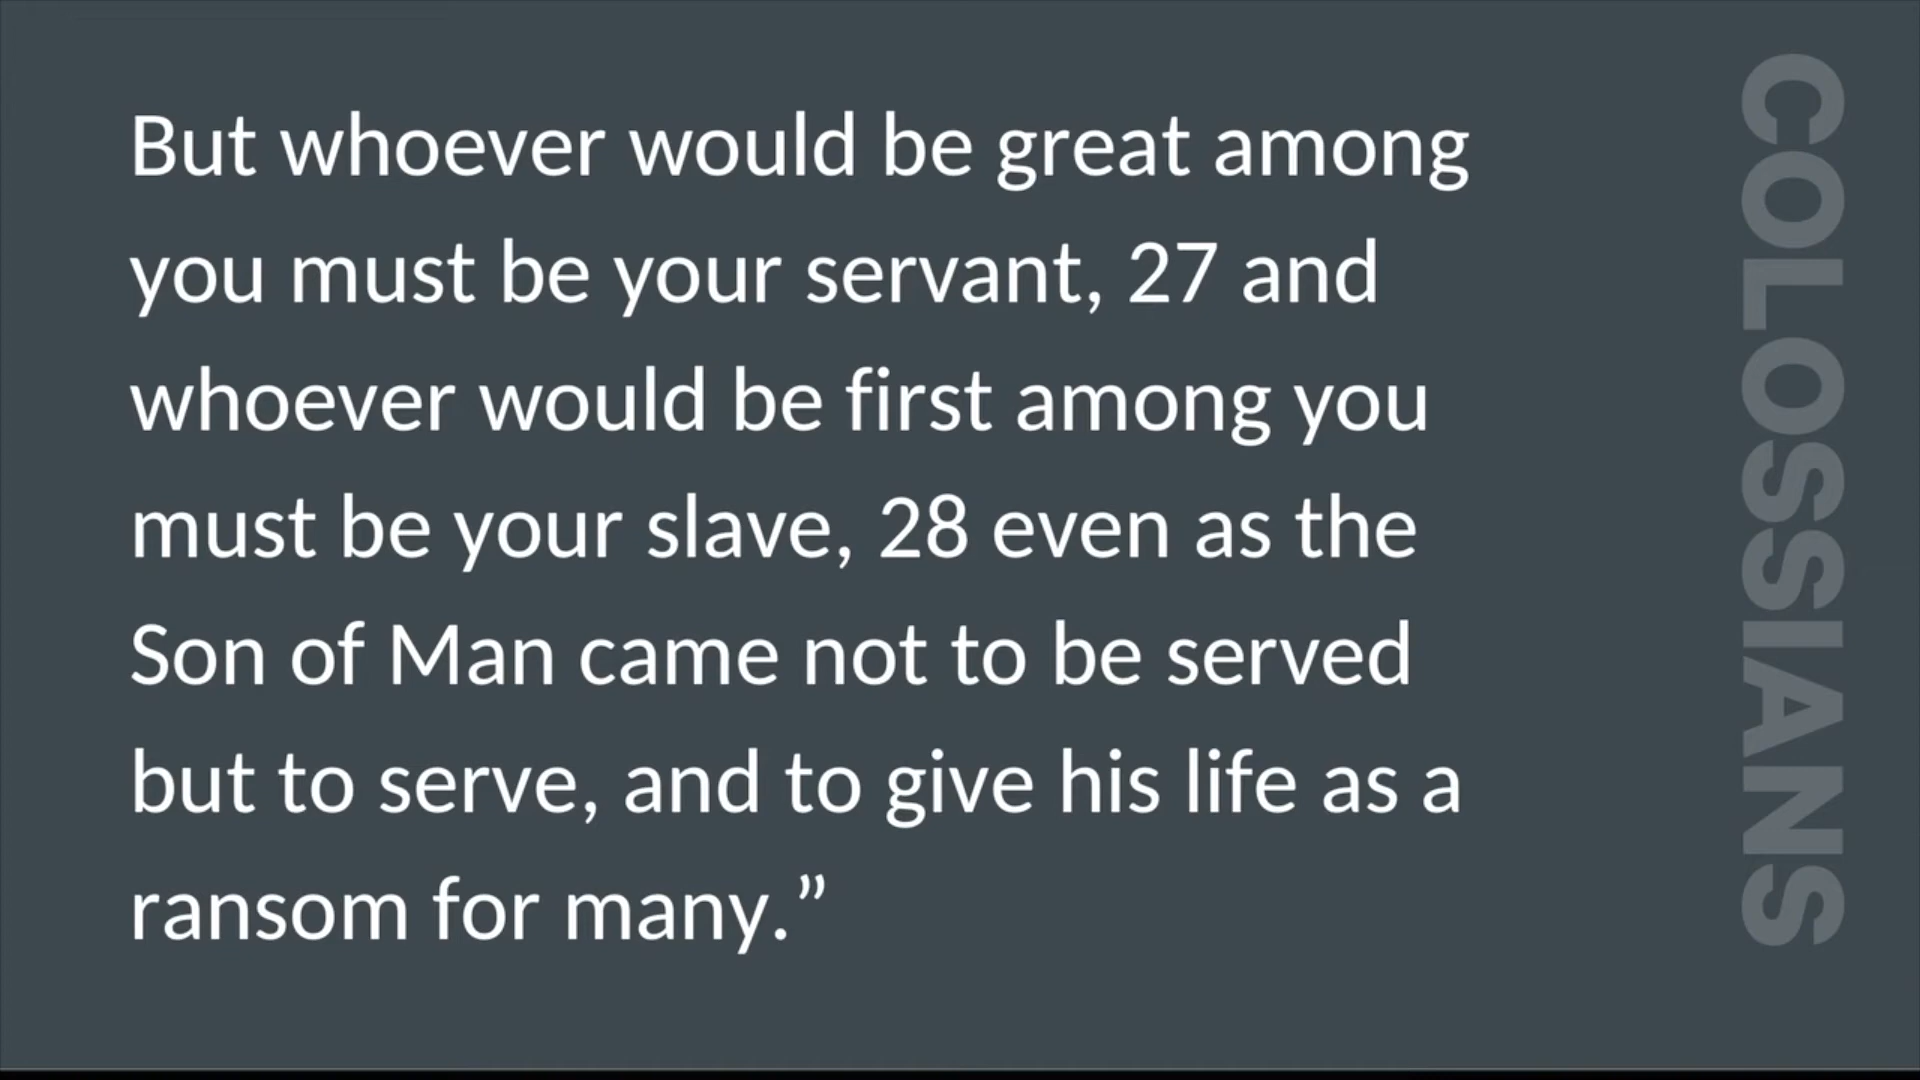 But whoever would be great among
you must be your servant, 27 and
whoever would be first among you
must be your slave, 28 even as the
Son of Man came not to be served
but to serve, and to give his life as a
ransom for many.”
COLOSSIANS